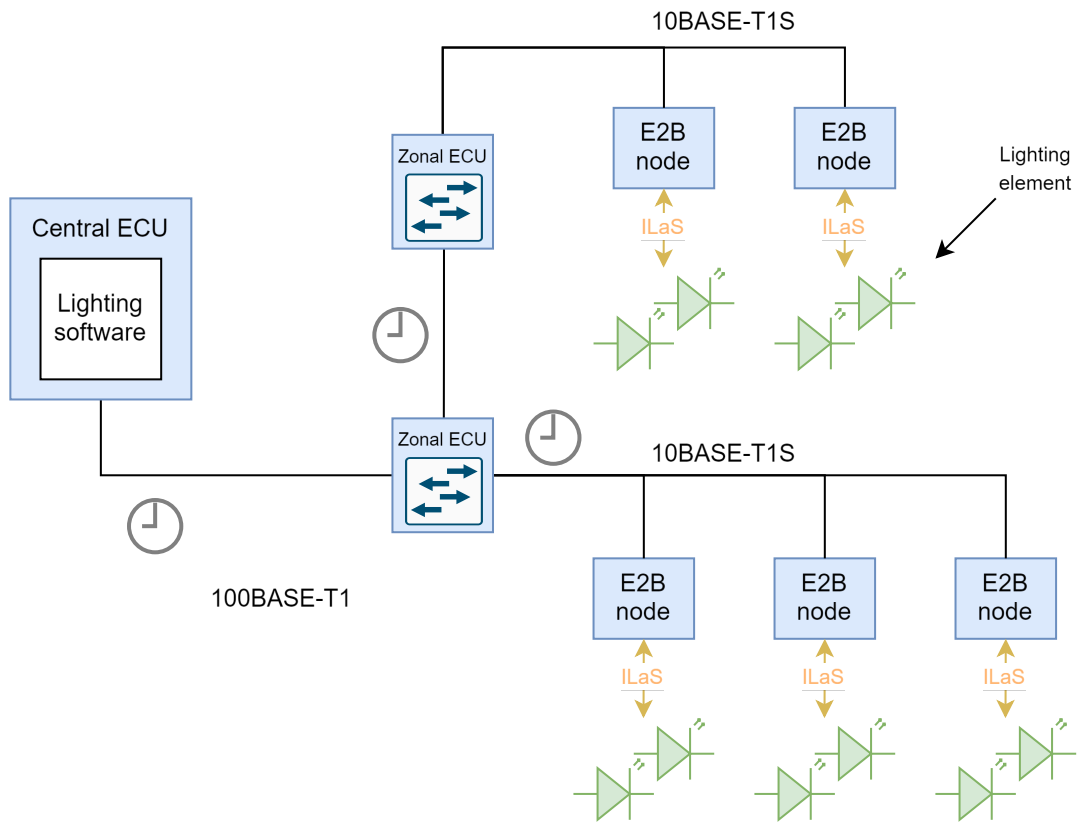 10BASE-T1S
Zonal ECU
E2B
node
E2B
node
Lighting
element
ILaS
ILaS
Central ECU
Lighting
software
Zonal ECU
10BASE-T1S
100BASE-T1
E2B
node
E2B
node
E2B
node
ILaS
ILaS
ILaS